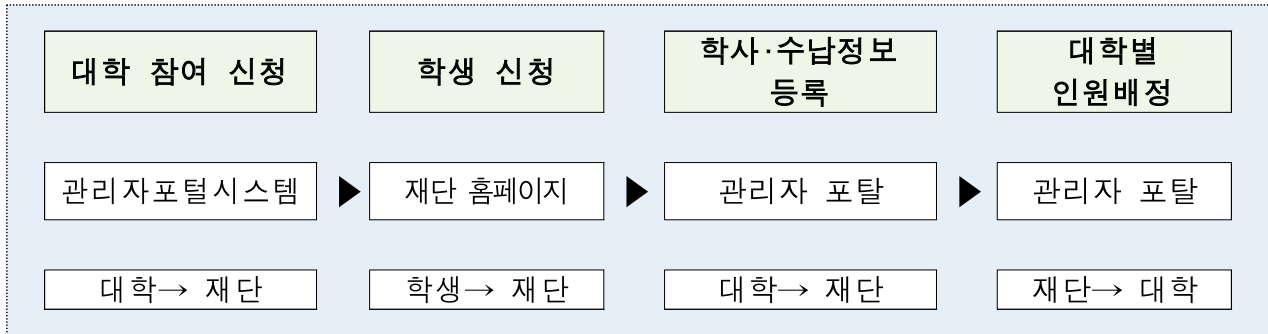 대학 참여 신청
학생 신청
학사·수납정보
등록
대학별
인원배정
관리자포털시스템
재단 홈페이지
관리자 포탈
관리자 포탈
대학→ 재단
학생→ 재단
대학→ 재단
재단→ 대학